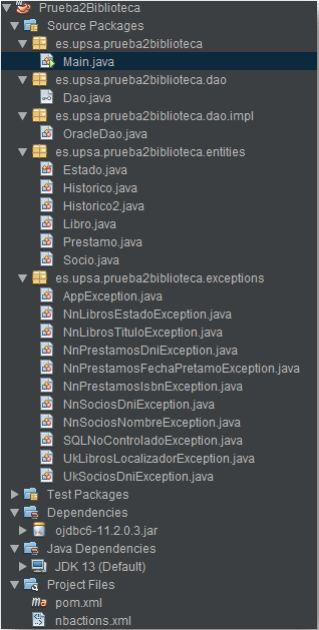 Prueba2Biblioteca
Source Packages
es.upsa.prueba2biblioteca
Main.java
es.upsa.prueba2biblioteca.dao
Dao.java
es.upsa.prueba2biblioteca.dao.impl
OracleDao.java
es.upsa.prueba2biblioteca.entities
Estado.java
Historico.java
Historico2.java
Libro.java
Prestamo.java
Socio.java
es.upsa.prueba2biblioteca.exceptions
AppException.java
NnLibrosEstadoException.java
NnLibrosTituloException.java
NnPrestamosDniException.java
NnPrestamosFechaPretamoException.java
NnPrestamosIsbnException.java
NnSociosDniException.java
NnSociosNombreException.java
SQLNoControladoException.java
UkLibrosLocalizadorException.java
UkSociosDniException.java
Test Packages
Dependencies
ojdbc6-11.2.0.3.jar
Java Dependencies
JDK 13 (Default)
Project Files
pom.xml
nbactions.xml